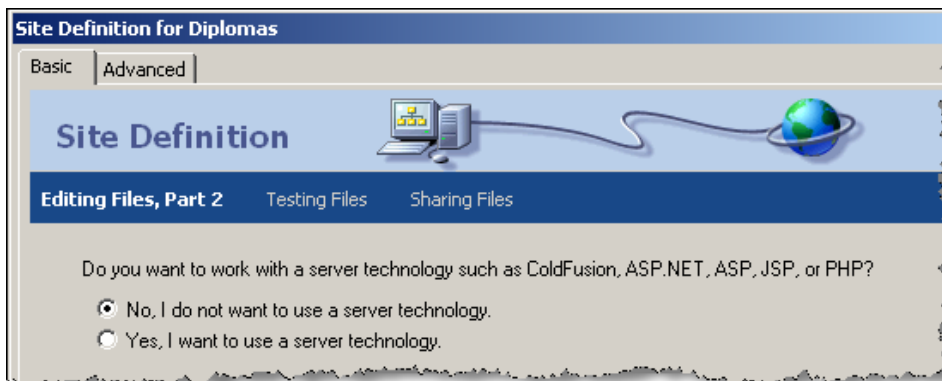 Site Definition for Diplomas
Basic
Advanced
Site Definition
Editing Files, Part 2
Testing Files
Sharing Files
Do you want to work with a server technology such as ColdFusion, ASP.NET, ASP, JSP, or PHP?
No, I do not want to use a server technology.
Yes, I want to use a server technology.